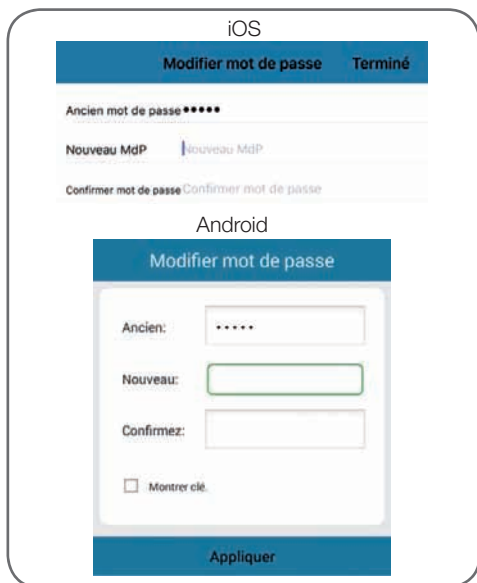 iOS
Modifier mot de passe Terminé
Ancien mot de passe •••••
Nouveau MdP Nouveau MdP
Confirmer mot de passe Confirmer mot de passe
Android
Modifier mot de passe
Ancien: •••••
Nouveau:
Confirmez:
Montrer clé.
Appliquer